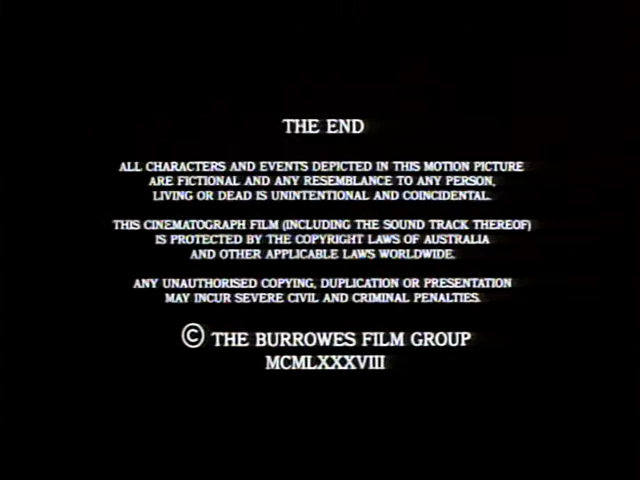 THE END
ALL CHARACTERS AND EVENTS DEPICTED IN THIS MOTION PICTURE
ARE FICTIONAL AND ANY RESEMBLANCE TO ANY PERSON,
LIVING OR DEAD IS UNINTENTIONAL AND COINCIDENTAL.
THIS CINEMATOGRAPH FILM (INCLUDING THE SOUND TRACK THEREOF)
IS PROTECTED BY THE COPYRIGHT LAWS OF AUSTRALIA
AND OTHER APPLICABLE LAWS WORLDWIDE.
ANY UNAUTHORISED COPYING, DUPLICATION OR PRESENTATION
MAY INCUR SEVERE CIVIL AND CRIMINAL PENALTIES.
© THE BURROWES FILM GROUP
MCMLXXXVIII